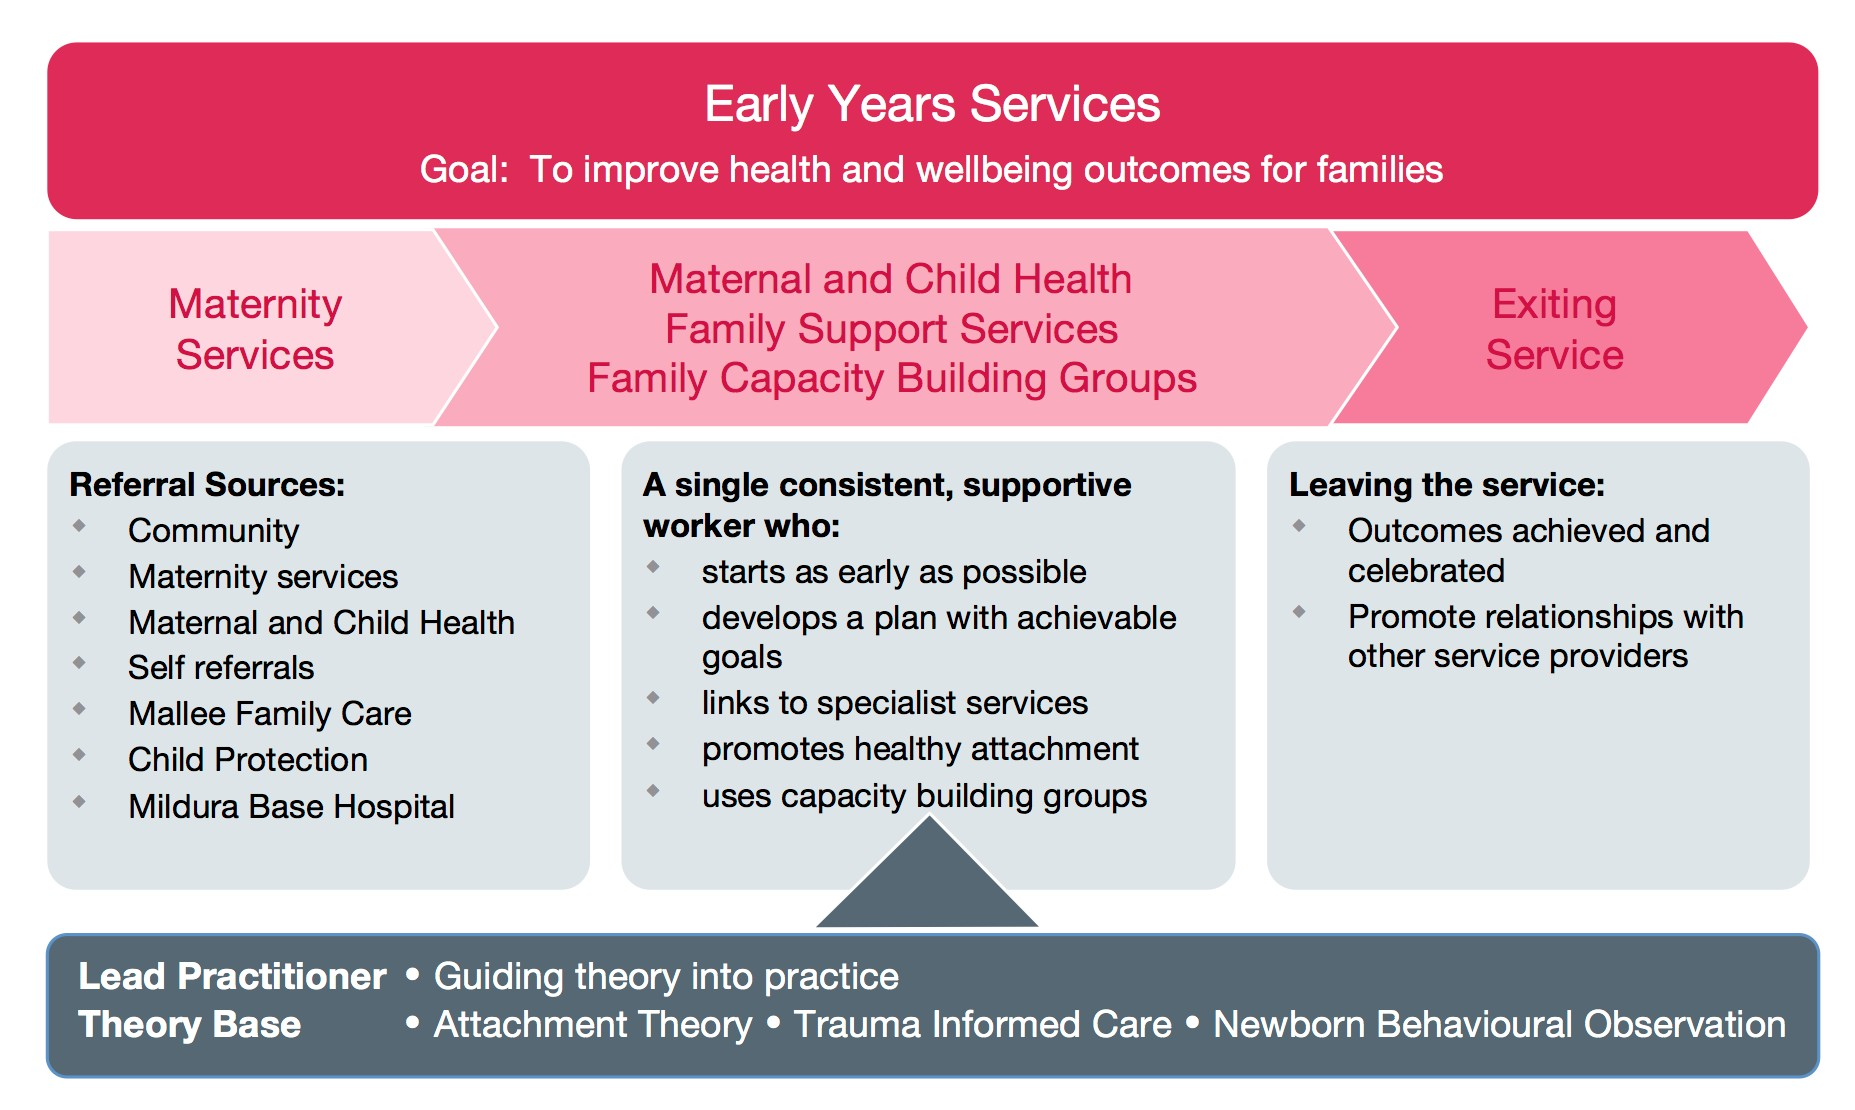 Early Years Services
Goal:  To improve health and wellbeing outcomes for families
Maternity
Services
Maternal and Child Health
Family Support Services
Family Capacity Building Groups
Exiting
Service
Referral Sources:
Community
Maternity services
Maternal and Child Health
Self referrals
Mallee Family Care
Child Protection
Mildura Base Hospital
A single consistent, supportive
worker who:
starts as early as possible
develops a plan with achievable
goals
links to specialist services
promotes healthy attachment
uses capacity building groups
Leaving the service:
Outcomes achieved and
celebrated
Promote relationships with
other service providers
Lead Practitioner • Guiding theory into practice
Theory Base • Attachment Theory • Trauma Informed Care • Newborn Behavioural Observation